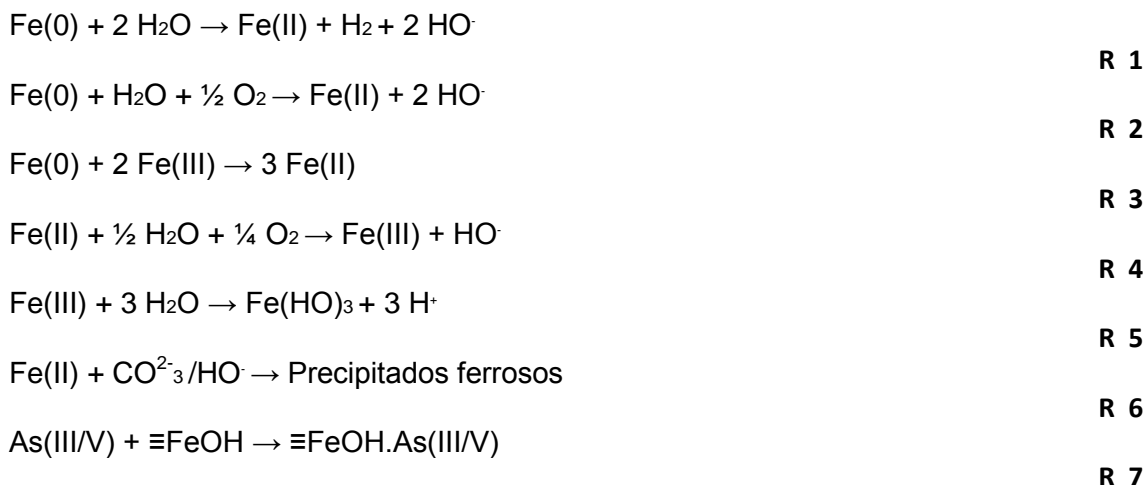 Fe(0) + 2 H₂O → Fe(II) + H₂ + 2 HO⁻
R 1
Fe(0) + H₂O + ½ O₂ → Fe(II) + 2 HO⁻
R 2
Fe(0) + 2 Fe(III) → 3 Fe(II)
R 3
Fe(II) + ½ H₂O + ¼ O₂ → Fe(III) + HO⁻
R 4
Fe(III) + 3 H₂O → Fe(HO)₃ + 3 H⁺
R 5
Fe(II) + CO²⁻₃ /HO⁻ → Precipitados ferrosos
R 6
As(III/V) + ≡FeOH → ≡FeOH.As(III/V)
R 7